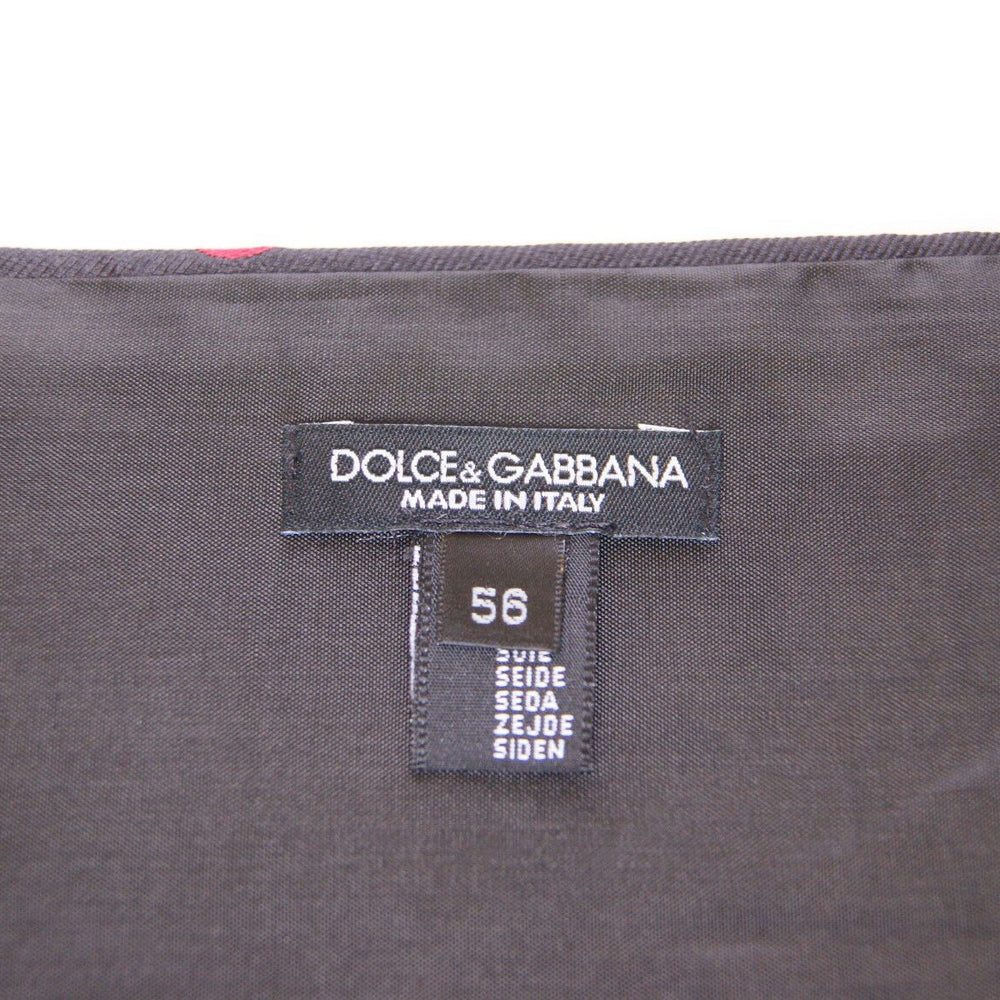 DOLCE & GABBANA
MADE IN ITALY
56
SEIDE
SEDA
ZEJDE
SIDEN